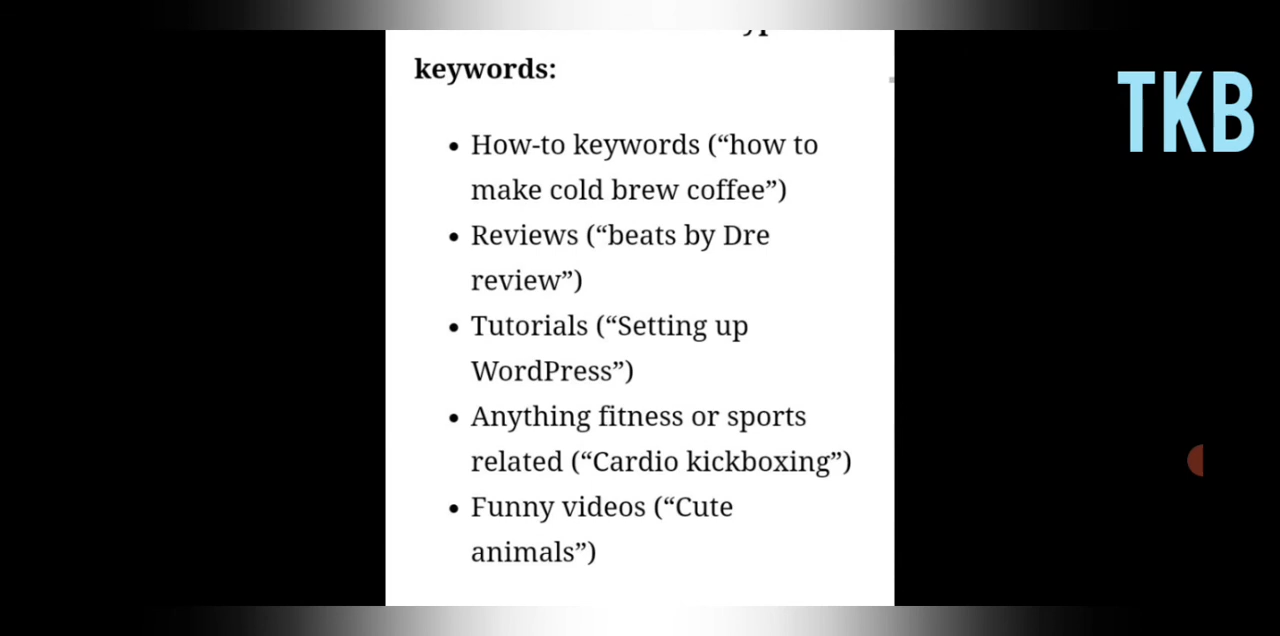 keywords:
• How-to keywords (“how to
make cold brew coffee”)
• Reviews (“beats by Dre
review”)
• Tutorials (“Setting up
WordPress”)
• Anything fitness or sports
related (“Cardio kickboxing”)
• Funny videos (“Cute
animals”)
TKB